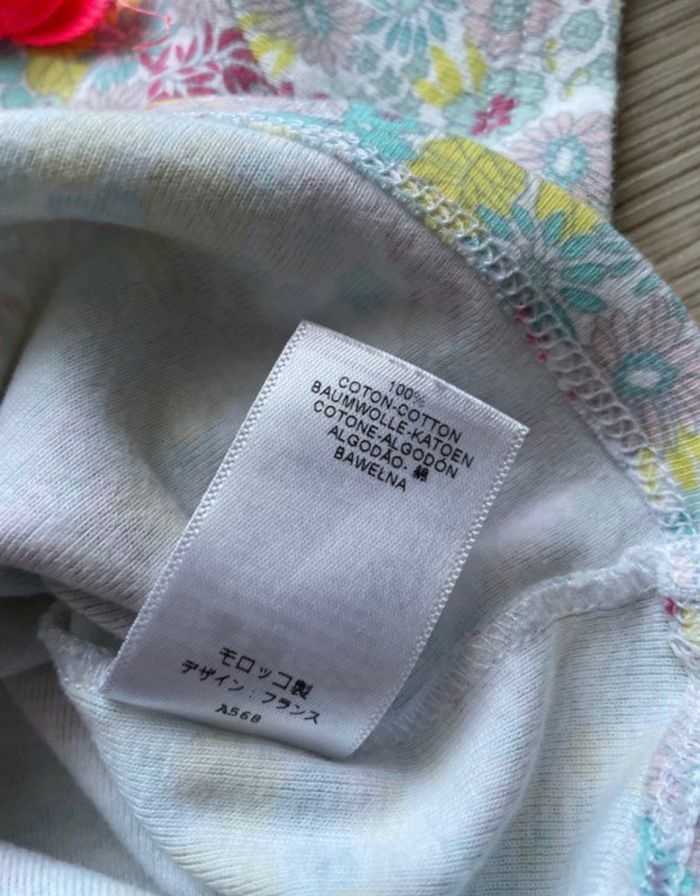 100%
COTON-COTTON
BAUMWOLLE-KATOEN
COTONE-ALGODÓN
ALGODÃO- 綿
BAWEŁNA
モロッコ製
デザイン : フランス
A568